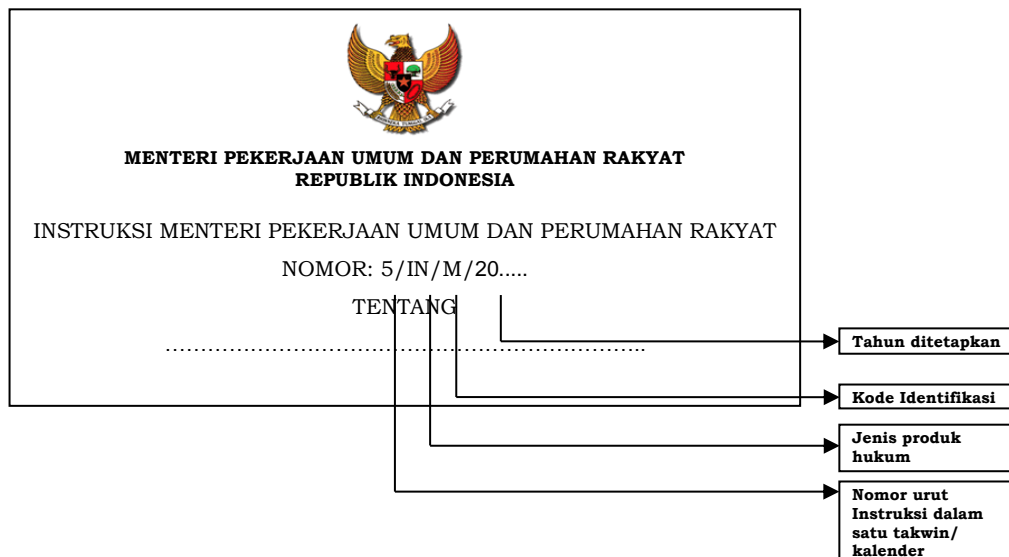 MENTERI PEKERJAAN UMUM DAN PERUMAHAN RAKYAT
REPUBLIK INDONESIA
INSTRUKSI MENTERI PEKERJAAN UMUM DAN PERUMAHAN RAKYAT
NOMOR: 5/IN/M/20.....
TENTANG
……………………………………………………………..
Tahun ditetapkan
Kode Identifikasi
Jenis produk
hukum
Nomor urut
Instruksi dalam
satu takwin/
kalender